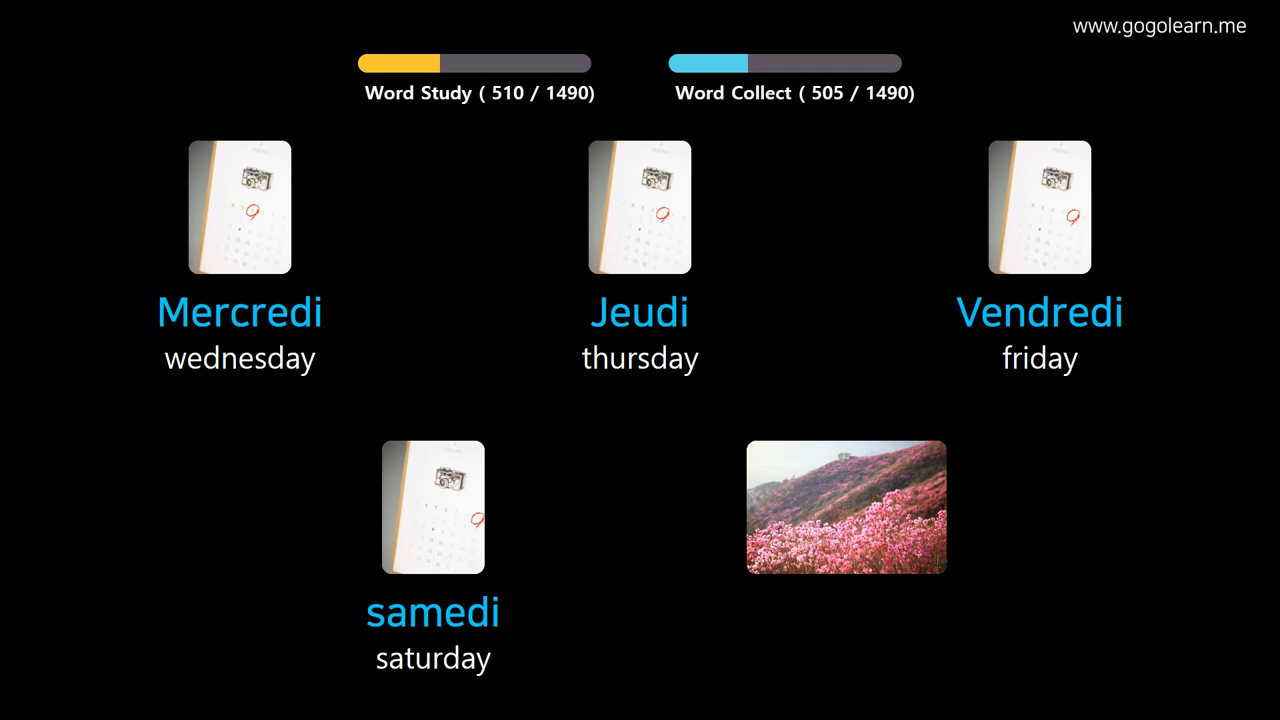 www.gogolearn.me
Word Study ( 510 / 1490)
Word Collect ( 505 / 1490)
Mercredi
wednesday
Jeudi
thursday
Vendredi
friday
samedi
saturday